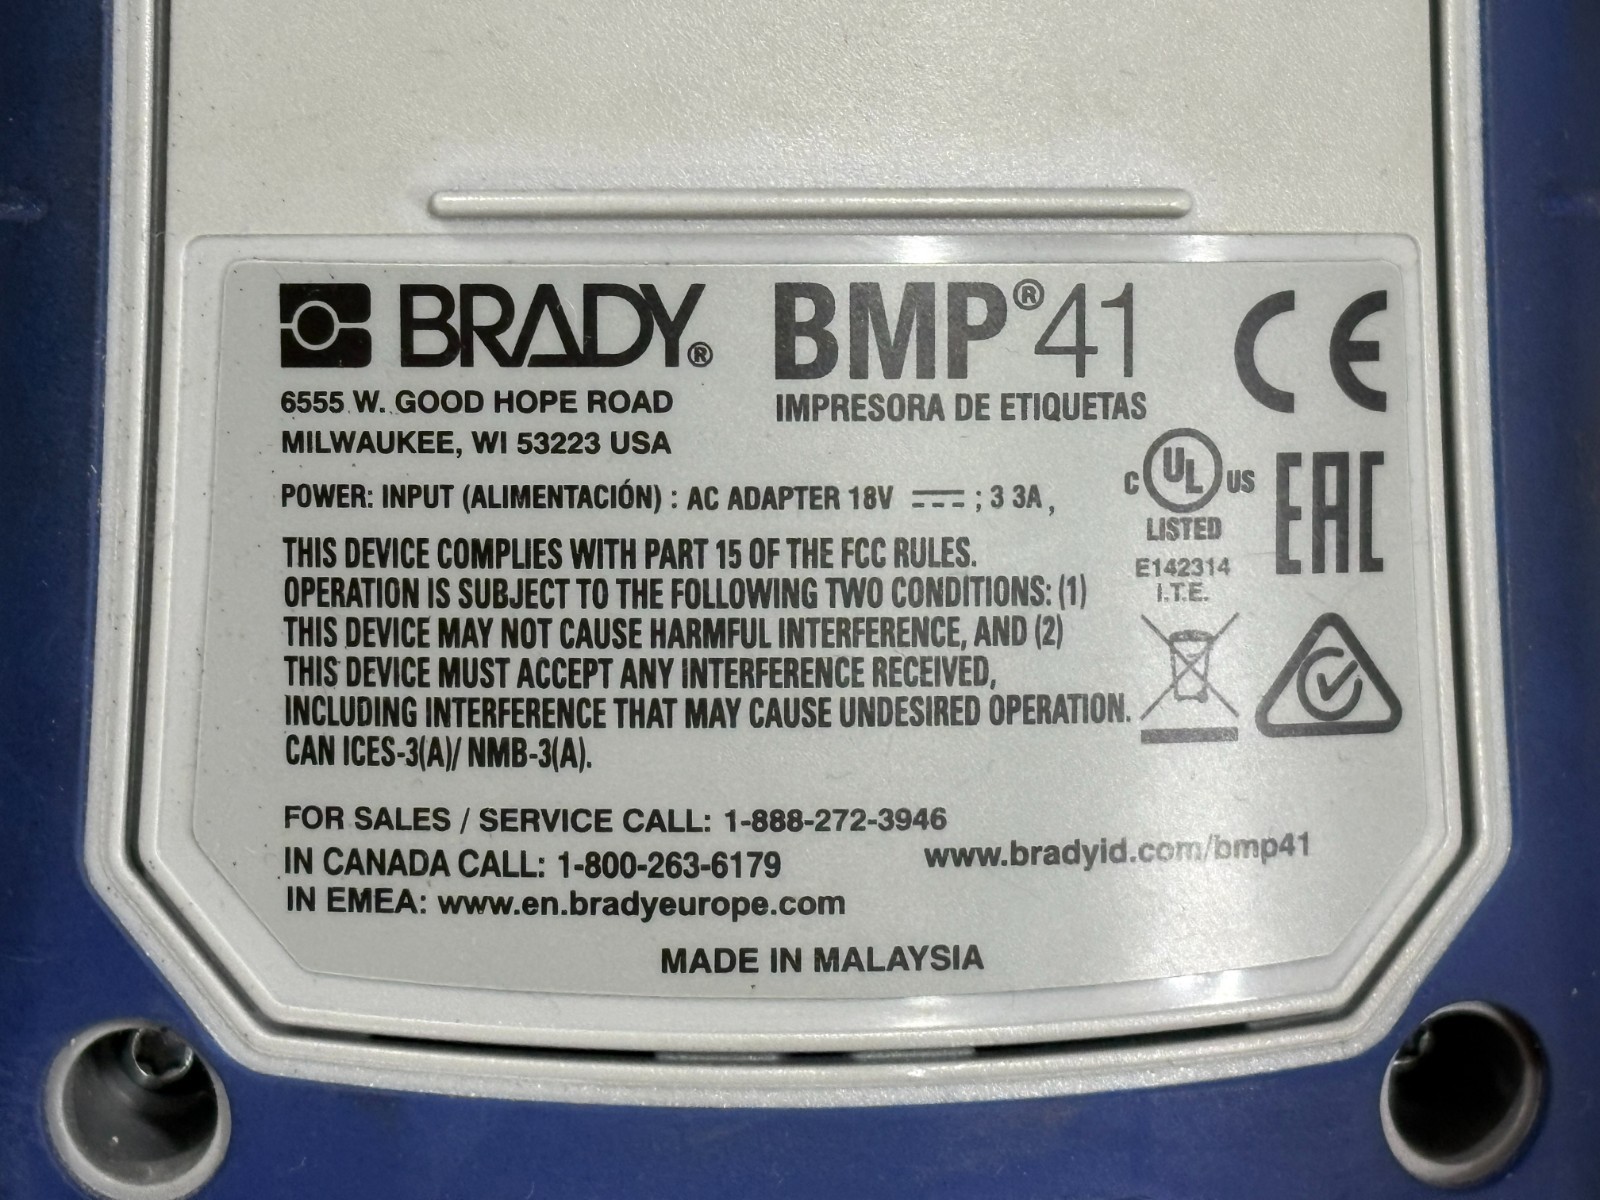 BRADY® BMP®41 CE
IMPRESORA DE ETIQUETAS
6555 W. GOOD HOPE ROAD
MILWAUKEE, WI 53223 USA
POWER: INPUT (ALIMENTACIÓN) : AC ADAPTER 18V ⎓ ; 3 3A ,
C UL US
LISTED
E142314
I.T.E.
EAC
THIS DEVICE COMPLIES WITH PART 15 OF THE FCC RULES.
OPERATION IS SUBJECT TO THE FOLLOWING TWO CONDITIONS: (1)
THIS DEVICE MAY NOT CAUSE HARMFUL INTERFERENCE, AND (2)
THIS DEVICE MUST ACCEPT ANY INTERFERENCE RECEIVED,
INCLUDING INTERFERENCE THAT MAY CAUSE UNDESIRED OPERATION.
CAN ICES-3(A)/ NMB-3(A).
FOR SALES / SERVICE CALL: 1-888-272-3946
IN CANADA CALL: 1-800-263-6179
www.bradyid.com/bmp41
IN EMEA: www.en.bradyeurope.com
MADE IN MALAYSIA